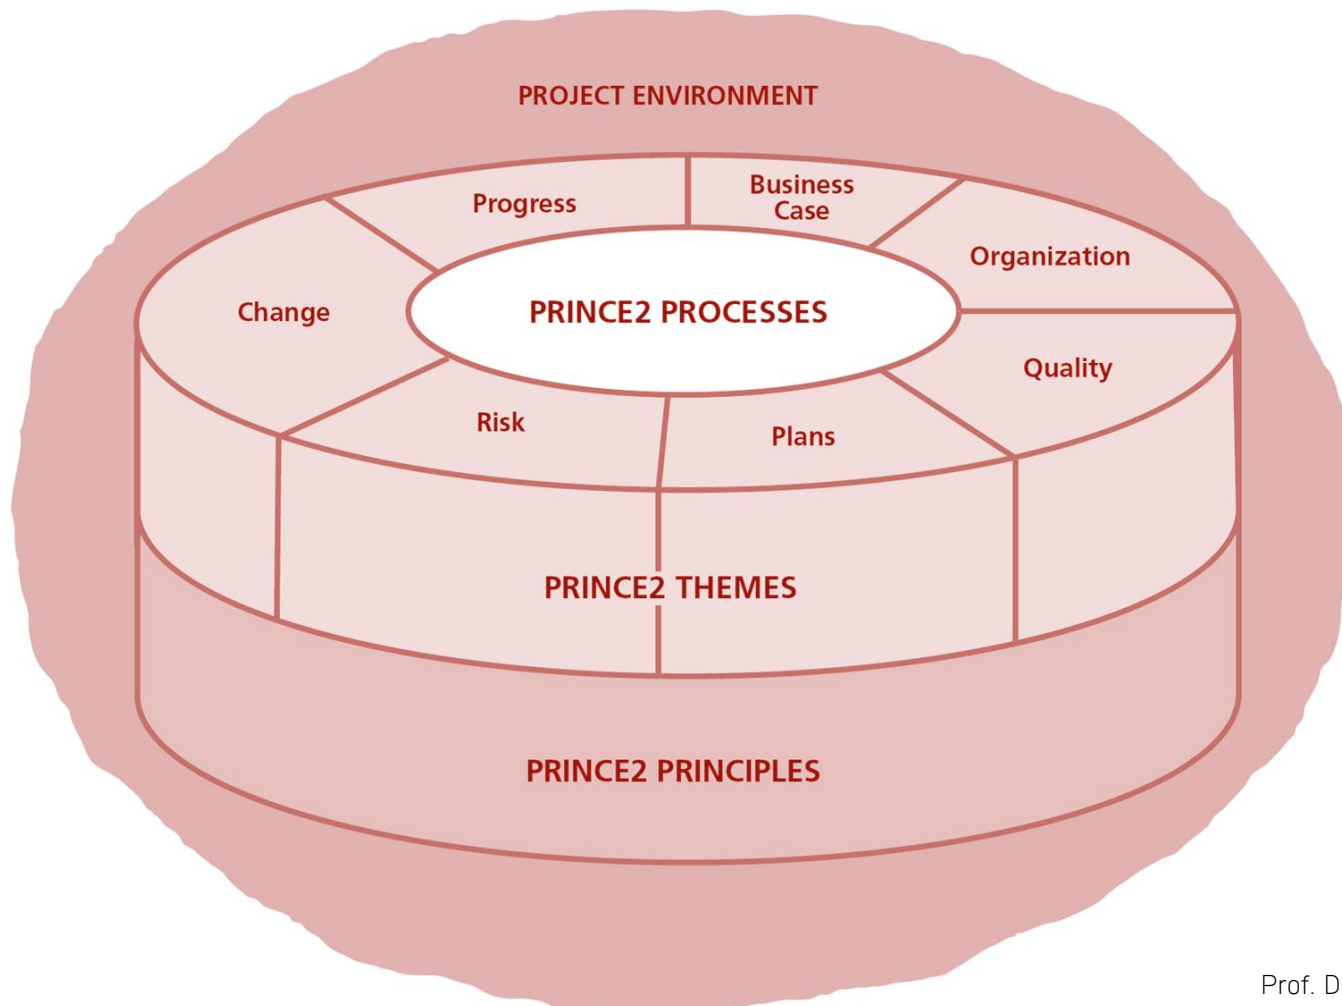 PROJECT ENVIRONMENT
Progress
Business
Case
Organization
Change
PRINCE2 PROCESSES
Quality
Risk
Plans
PRINCE2 THEMES
PRINCE2 PRINCIPLES
Prof. D